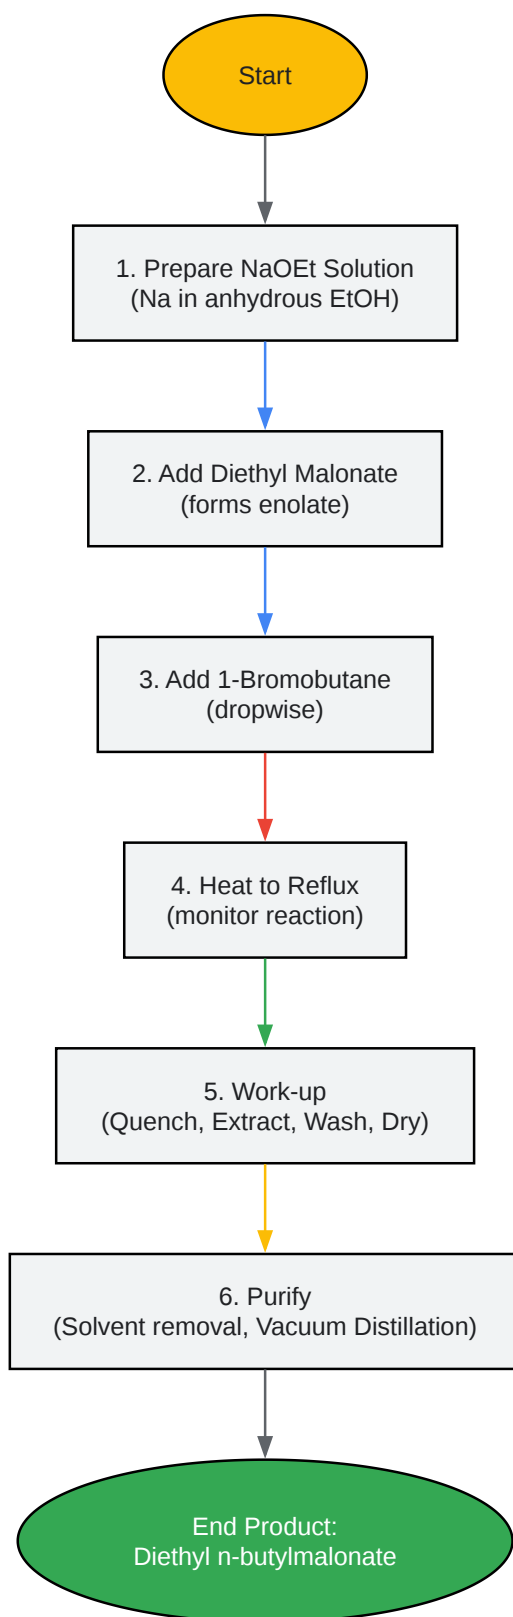 Start
1. Prepare NaOEt Solution
(Na in anhydrous EtOH)
2. Add Diethyl Malonate
(forms enolate)
3. Add 1-Bromobutane
(dropwise)
4. Heat to Reflux
(monitor reaction)
5. Work-up
(Quench, Extract, Wash, Dry)
6. Purify
(Solvent removal, Vacuum Distillation)
End Product:
Diethyl n-butylmalonate